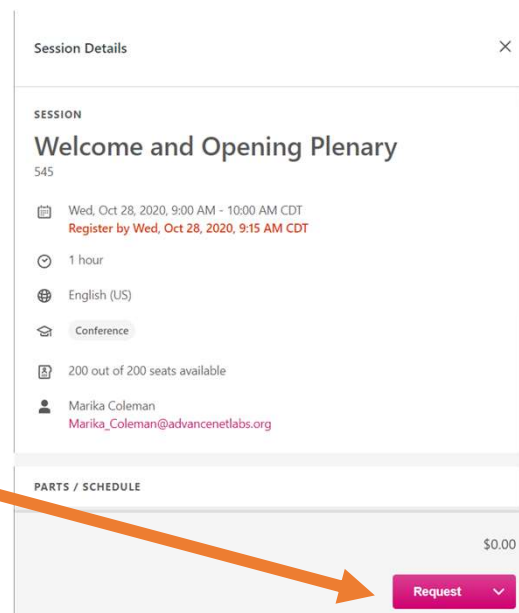 Session Details
SESSION
Welcome and Opening Plenary
545
Wed, Oct 28, 2020, 9:00 AM - 10:00 AM CDT
Register by Wed, Oct 28, 2020, 9:15 AM CDT
1 hour
English (US)
Conference
200 out of 200 seats available
Marika Coleman
Marika_Coleman@advancenetlabs.org
PARTS / SCHEDULE
$0.00
Request